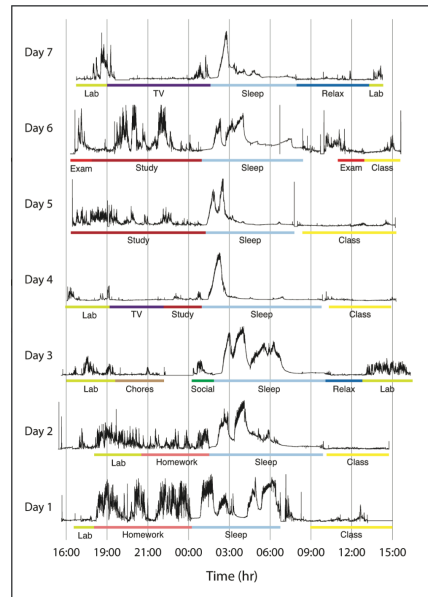 Day 7
Lab TV Sleep Relax Lab
Day 6
Exam Study Sleep Exam Class
Day 5
Study Sleep Class
Day 4
Lab TV Study Sleep Class
Day 3
Lab Chores Social Sleep Relax Lab
Day 2
Lab Homework Sleep Class
Day 1
Lab Homework Sleep Class
16:00 19:00 21:00 00:00 03:00 06:00 09:00 12:00 15:00
Time (hr)